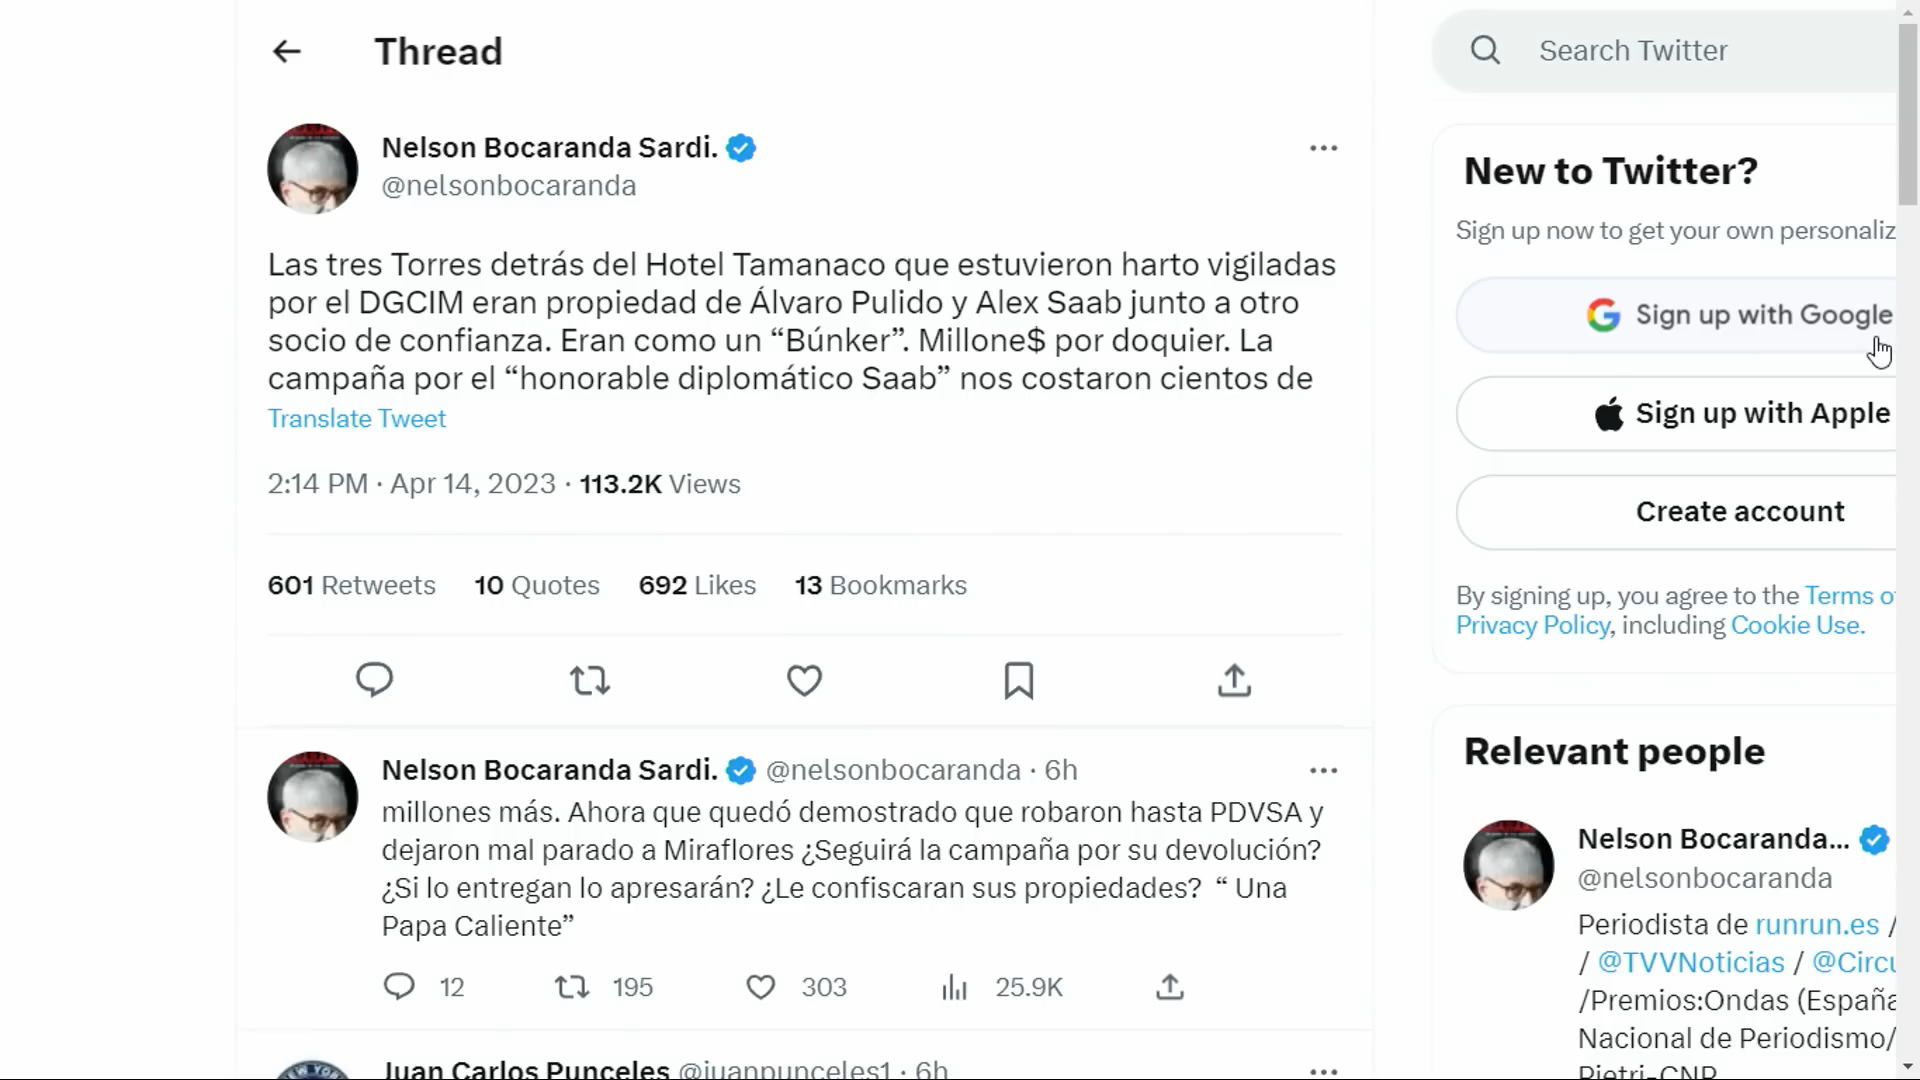 Thread
Search Twitter
Nelson Bocaranda Sardi.
@nelsonbocaranda
Las tres Torres detrás del Hotel Tamanaco que estuvieron harto vigiladas
por el DGCIM eran propiedad de Álvaro Pulido y Alex Saab junto a otro
socio de confianza. Eran como un “Búnker”. Millone$ por doquier. La
campaña por el “honorable diplomático Saab” nos costaron cientos de
Translate Tweet
2:14 PM · Apr 14, 2023 · 113.2K Views
601 Retweets 10 Quotes 692 Likes 13 Bookmarks
Nelson Bocaranda Sardi. @nelsonbocaranda · 6h
millones más. Ahora que quedó demostrado que robaron hasta PDVSA y
dejaron mal parado a Miraflores ¿Seguirá la campaña por su devolución?
¿Si lo entregan lo apresarán? ¿Le confiscaran sus propiedades? “ Una
Papa Caliente”
12 195 303 25.9K
Juan Carlos Punceles @juanpunceles1 · 6h
New to Twitter?
Sign up now to get your own personaliz
Sign up with Google
Sign up with Apple
Create account
By signing up, you agree to the Terms o
Privacy Policy, including Cookie Use.
Relevant people
Nelson Bocaranda...
@nelsonbocaranda
Periodista de runrun.es /
/ @TVVNoticias / @Circu
/Premios:Ondas (España
Nacional de Periodismo/
Pietri-CNP